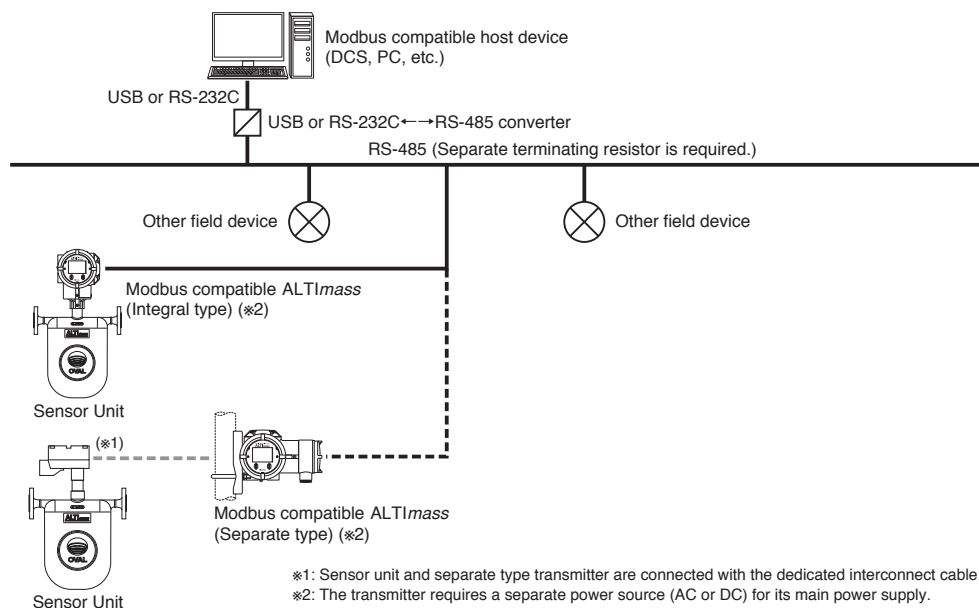 Modbus compatible host device
(DCS, PC, etc.)
USB or RS-232C
USB or RS-232C←→RS-485 converter
RS-485 (Separate terminating resistor is required.)
Other field device
Other field device
Modbus compatible ALTImass
(Integral type) (※2)
ALTImass
OVAL
Sensor Unit
(※1)
Modbus compatible ALTImass
(Separate type) (※2)
ALTImass
OVAL
Sensor Unit
※1: Sensor unit and separate type transmitter are connected with the dedicated interconnect cable
※2: The transmitter requires a separate power source (AC or DC) for its main power supply.